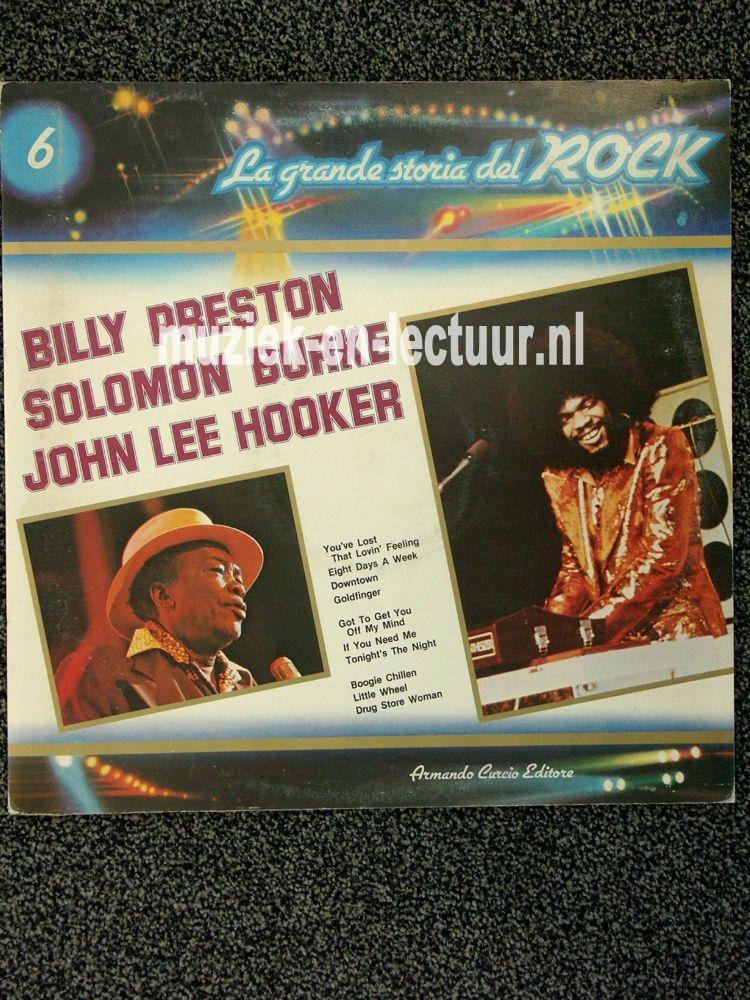 6
La grande storia del ROCK
BILLY PRESTON
SOLOMON BURKE
JOHN LEE HOOKER
muziek-en-lectuur.nl
You've Lost
That Lovin' Feeling
Eight Days A Week
Downtown
Goldfinger
Got To Get You
Off My Mind
If You Need Me
Tonight's The Night
Boogie Chillen
Little Wheel
Drug Store Woman
Armando Curcio Editore